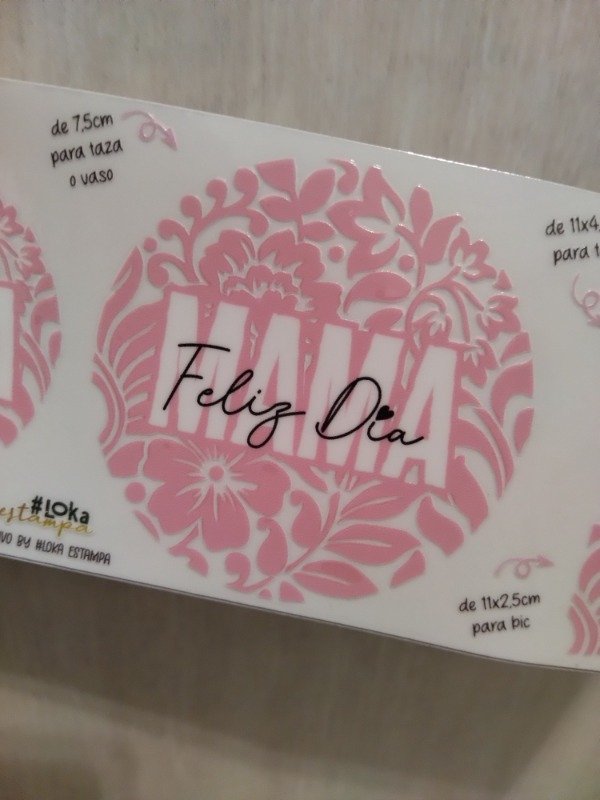 de 7,5cm
para taza
o vaso
MAMA
Feliz Dia
de 11x4
para
#LOKa
estampa
BY #LOKA ESTAMPA
de 11x2,5cm
para bic